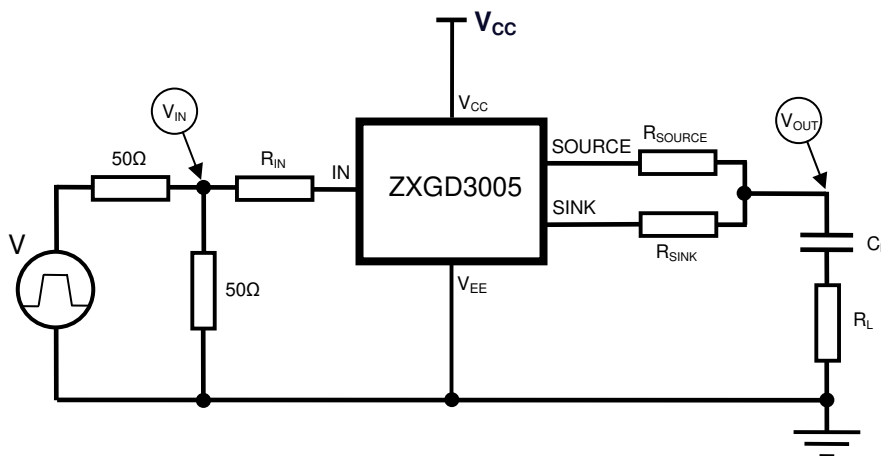 VCC
VIN
VCC
VOUT
50Ω
RIN
IN
ZXGD3005
SOURCE
RSOURCE
SINK
RSINK
V
50Ω
VEE
C
RL